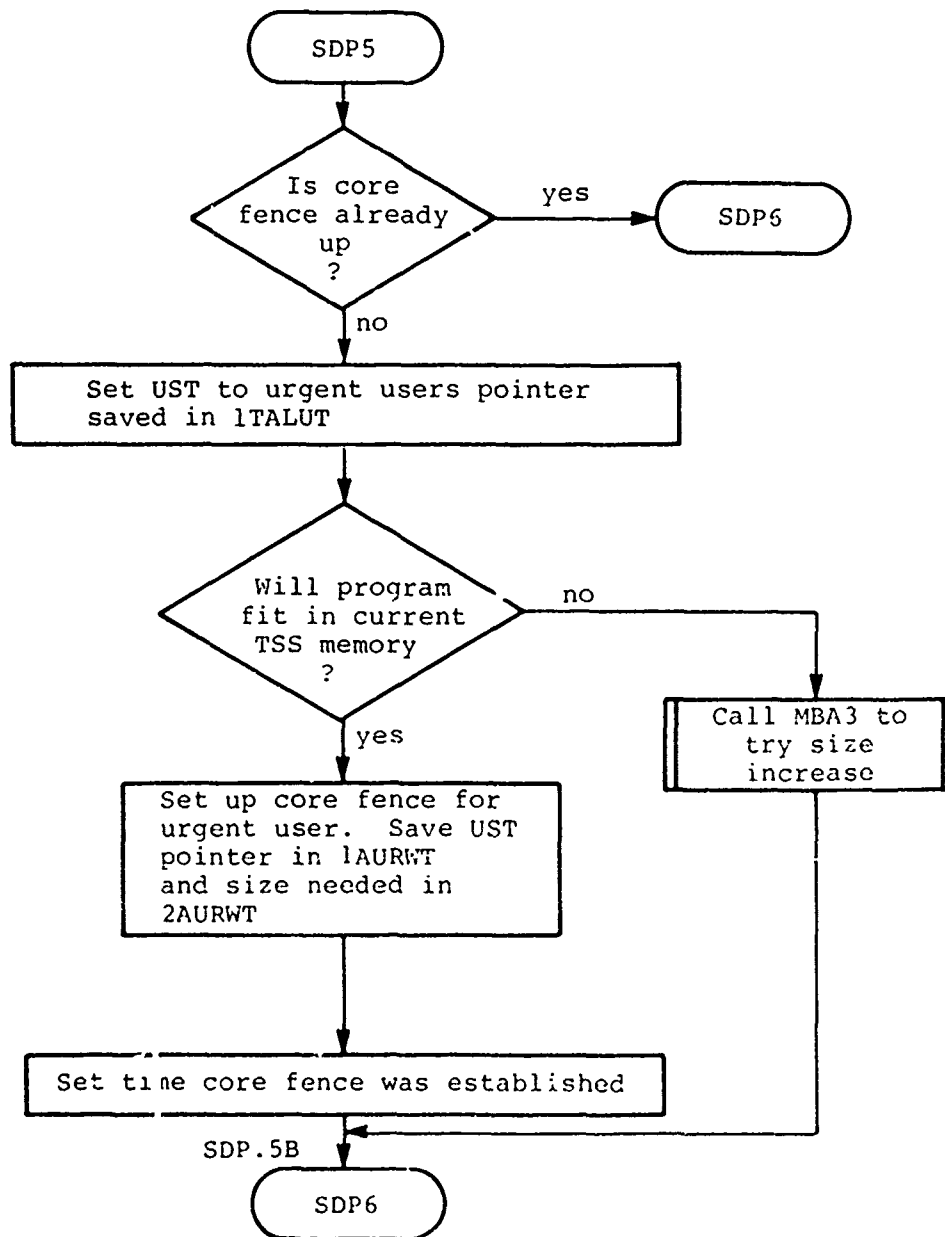 SDP5
Is core
fence already
up
?
yes
SDP6
no
Set UST to urgent users pointer
saved in lTALUT
Will program
fit in current
TSS memory
?
no
Call MBA3 to
try size
increase
yes
Set up core fence for
urgent user. Save UST
pointer in lAURWT
and size needed in
2AURWT
Set time core fence was established
SDP.5B
SDP6